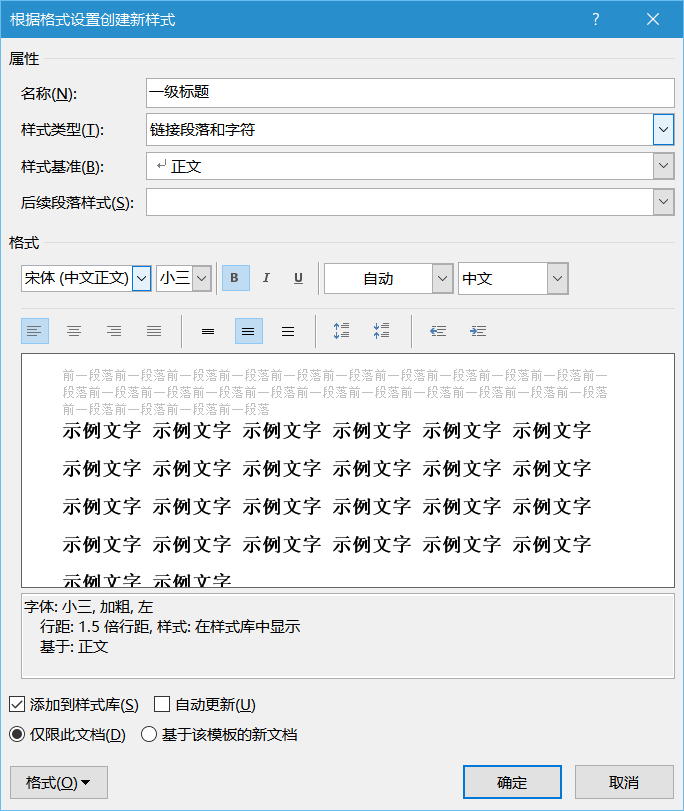 根据格式设置创建新样式
属性
名称(N): 一级标题
样式类型(T): 链接段落和字符
样式基准(B): 正文
后续段落样式(S):
格式
宋体 (中文正文) 小三 B I U 自动 中文
前一段落前一段落前一段落前一段落前一段落前一段落前一段落前一段落前一段落前一段落前一
段落前一段落前一段落前一段落前一段落前一段落前一段落前一段落前一段落前一段落前一段落
前一段落前一段落前一段落前一段落
示例文字 示例文字 示例文字 示例文字 示例文字 示例文字
示例文字 示例文字 示例文字 示例文字 示例文字 示例文字
示例文字 示例文字 示例文字 示例文字 示例文字 示例文字
示例文字 示例文字 示例文字 示例文字 示例文字 示例文字
示例文字 示例文字
字体: 小三, 加粗, 左
行距: 1.5 倍行距, 样式: 在样式库中显示
基于: 正文
添加到样式库(S) 自动更新(U)
仅限此文档(D) 基于该模板的新文档
格式(O) 确定 取消